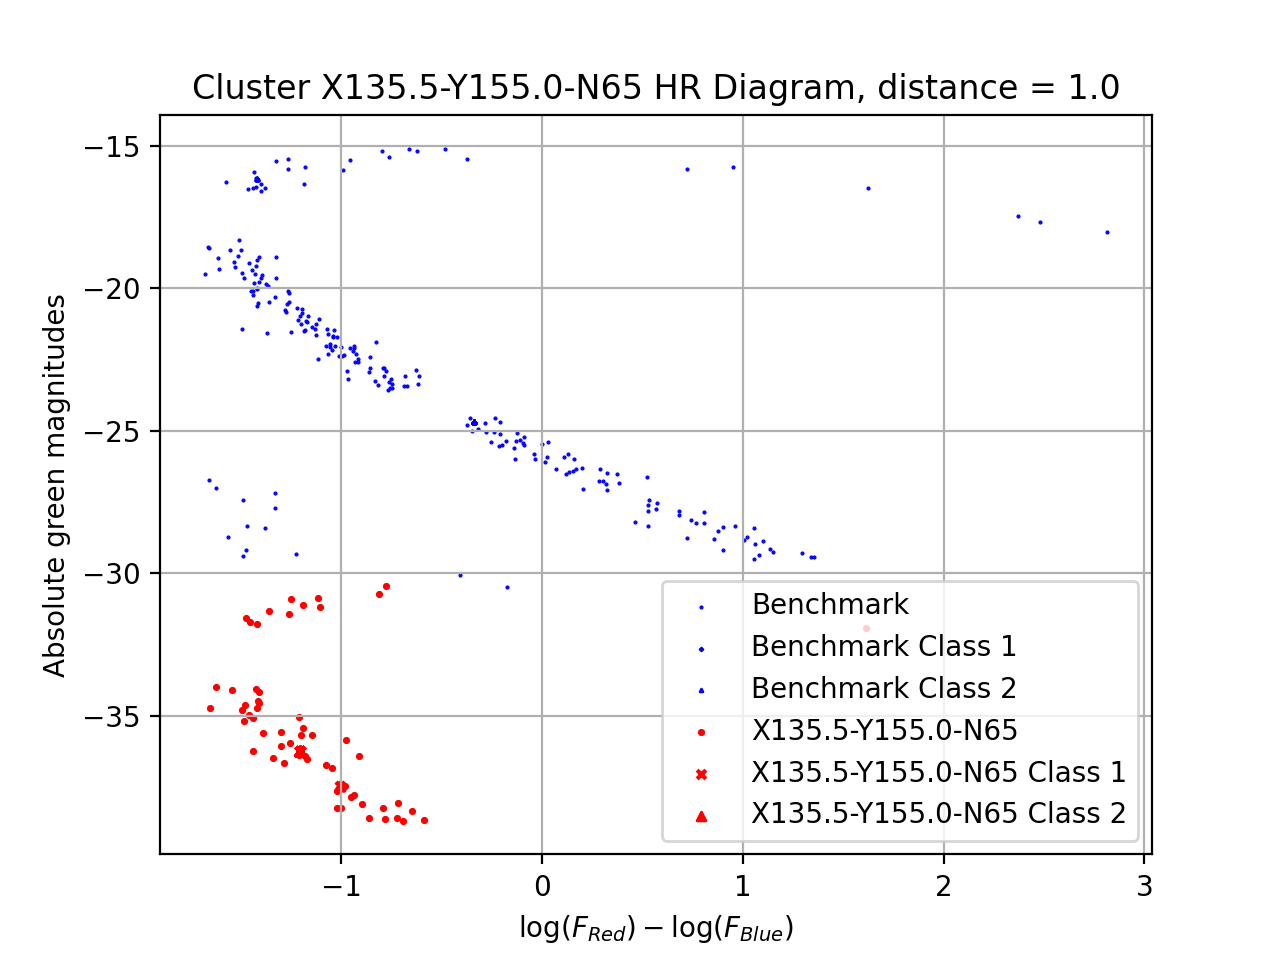 Cluster X135.5-Y155.0-N65 HR Diagram, distance = 1.0
Absolute green magnitudes
−15
−20
−25
−30
−35
Benchmark
Benchmark Class 1
Benchmark Class 2
X135.5-Y155.0-N65
X135.5-Y155.0-N65 Class 1
X135.5-Y155.0-N65 Class 2
−1 0 1 2 3
log(F_Red) − log(F_Blue)